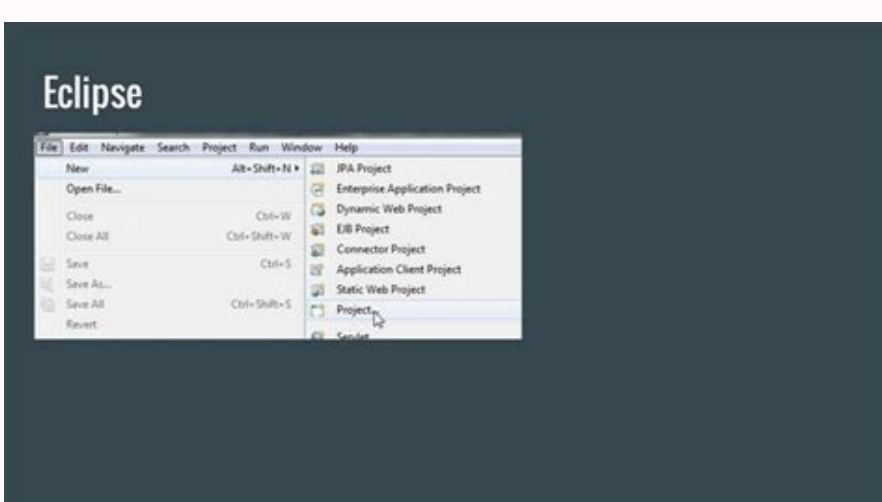 Eclipse
File Edit Navigate Search Project Run Window Help
New Alt+Shift+N
Open File...
Close Ctrl+W
Close All Ctrl+Shift+W
Save Ctrl+S
Save As...
Save All Ctrl+Shift+S
Revert
JPA Project
Enterprise Application Project
Dynamic Web Project
EJB Project
Connector Project
Application Client Project
Static Web Project
Project...
Servlet